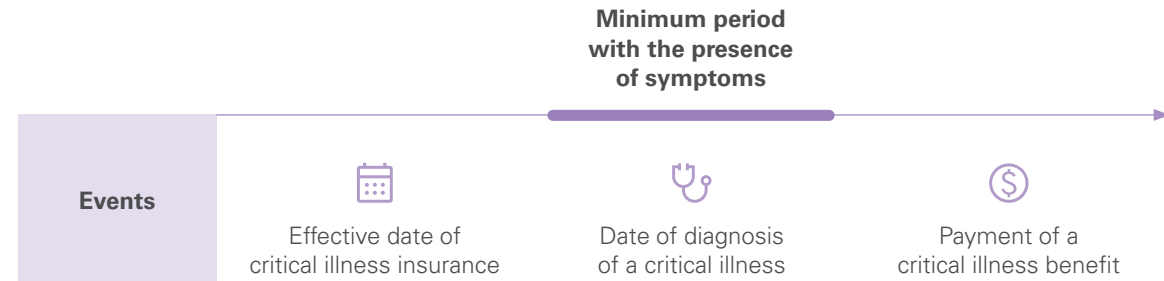 Minimum period
with the presence
of symptoms
Events
Effective date of
critical illness insurance
Date of diagnosis
of a critical illness
Payment of a
critical illness benefit